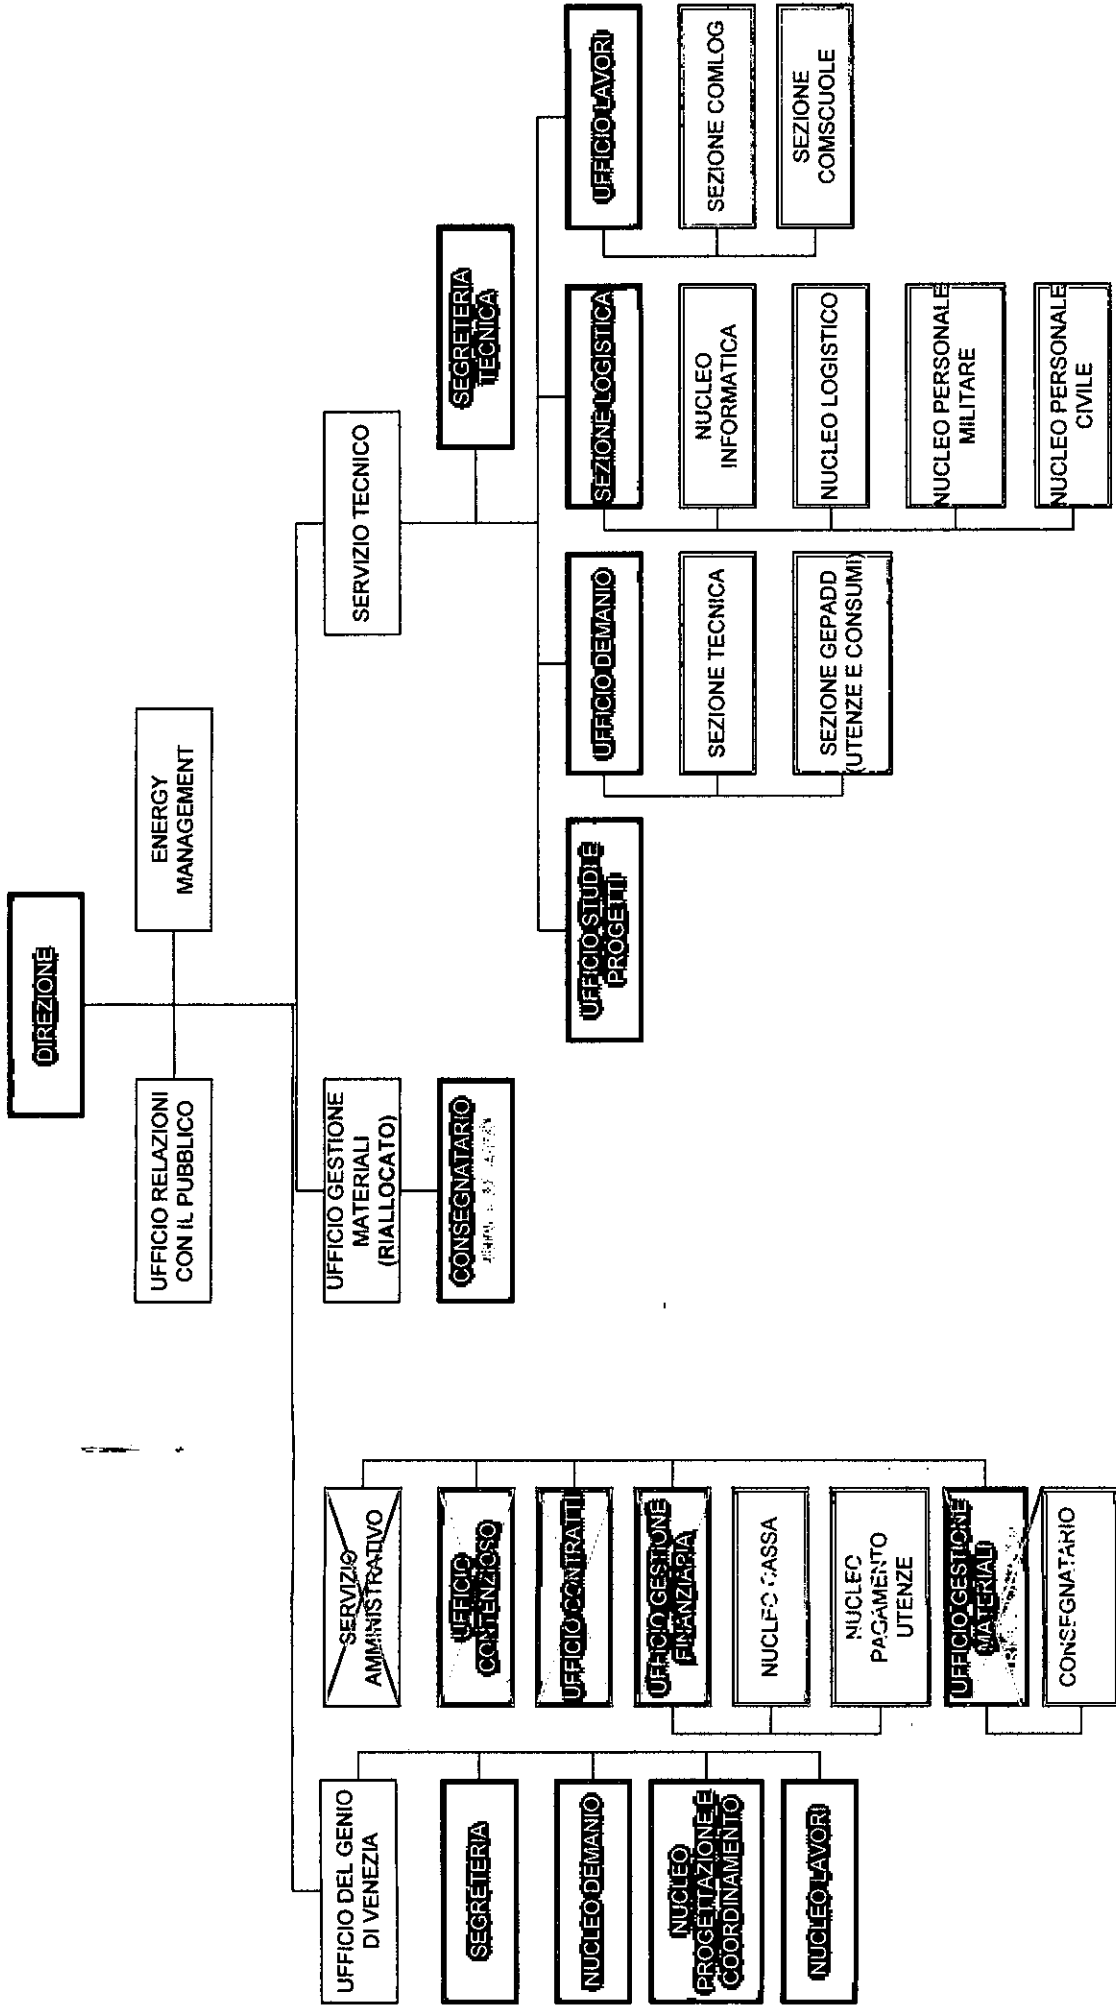 DIREZIONE
UFFICIO RELAZIONI
CON IL PUBBLICO
ENERGY
MANAGEMENT
UFFICIO DEL GENIO
DI VENEZIA
SEGRETERIA
NUCLEO DEMANIO
NUCLEO
PROGETTAZIONE E
COORDINAMENTO
NUCLEO LAVORI
SERVIZIO
AMMINISTRATIVO
UFFICIO
CONTENZIOSO
UFFICIO CONTRATTI
UFFICIO GESTIONE
FINANZIARIA
NUCLEO CASSA
NUCLEO
PAGAMENTO
UTENZE
UFFICIO GESTIONE
MATERIALI
CONSEGNATARIO
UFFICIO GESTIONE
MATERIALI
(RIALLOCATO)
CONSEGNATARIO
SERVIZIO TECNICO
SEGRETERIA
TECNICA
UFFICIO STUDI E
PROGETTI
UFFICIO DEMANIO
SEZIONE TECNICA
SEZIONE GEPADD
(UTENZE E CONSUMI)
SEZIONE LOGISTICA
NUCLEO
INFORMATICA
NUCLEO LOGISTICO
NUCLEO PERSONALE
MILITARE
NUCLEO PERSONALE
CIVILE
UFFICIO LAVORI
SEZIONE COMLOG
SEZIONE
COMSCUOLE